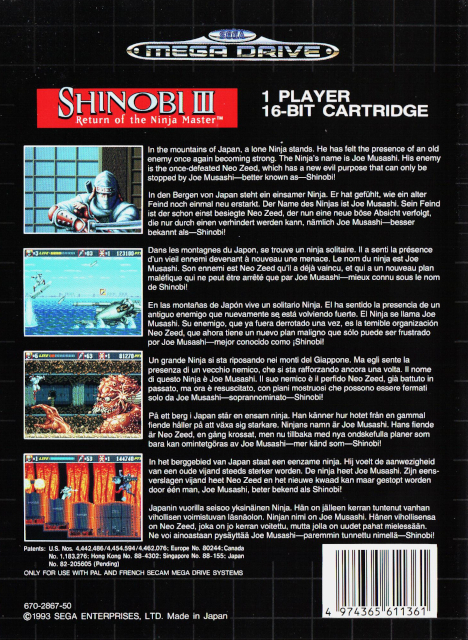 SEGA
MEGA DRIVE
SHINOBI III
Return of the Ninja Master™
1 PLAYER
16-BIT CARTRIDGE
In the mountains of Japan, a lone Ninja stands. He has felt the presence of an old
enemy once again becoming strong. The Ninja's name is Joe Musashi. His enemy
is the once-defeated Neo Zeed, which has a new evil purpose that can only be
stopped by Joe Musashi—better known as—Shinobi!
In den Bergen von Japan steht ein einsamer Ninja. Er hat gefühlt, wie ein alter
Feind noch einmal neu erstarkt. Der Name des Ninjas ist Joe Musashi. Sein Feind
ist der schon einst besiegte Neo Zeed, der nun eine neue böse Absicht verfolgt,
die nur durch einen verhindert werden kann, nämlich Joe Musashi—besser
bekannt als—Shinobi!
Dans les montagnes du Japon, se trouve un ninja solitaire. Il a senti la présence
d'un vieil ennemi devenant à nouveau une menace. Le nom du ninja est Joe
Musashi. Son ennemi est Neo Zeed qu'il a déjà vaincu, et qui a un nouveau plan
maléfique qui ne peut être arrêté que par Joe Musashi—mieux connu sous le nom
de Shinobi!
En las montañas de Japón vive un solitario Ninja. El ha sentido la presencia de un
antiguo enemigo que nuevamente se está volviendo fuerte. El Ninja se llama Joe
Musashi. Su enemigo, que ya fuera derrotado una vez, es la temible organización
Neo Zeed, que ahora tiene un nuevo plan maligno que sólo puede ser frustrado
por Joe Musashi—mejor conocido como ¡Shinobi!
Un grande Ninja si sta riposando nei monti del Giappone. Ma egli sente la
presenza di un vecchio nemico, che si sta rafforzando ancora una volta. Il nome
di questo Ninja è Joe Musashi. Il suo nemico è il perfido Neo Zeed, già battuto in
passato, ma ora è resuscitato, con piani mostruosi che possono essere fermati
solo da Joe Musashi—soprannominato—Shinobi!
På ett berg i Japan står en ensam ninja. Han känner hur hotet från en gammal
fiende håller på att växa sig starkare. Ninjans namn är Joe Musashi. Hans fiende
är Neo Zeed, en gång krossat, men nu tillbaka med nya ondskefulla planer som
bara kan omintetgöras av Joe Musashi—mer känd som—Shinobi!
In het berggebied van Japan staat een eenzame ninja. Hij voelt de aanwezigheid
van een oude vijand steeds sterker worden. De ninja heet Joe Musashi. Zijn eens-
verslagen vijand heet Neo Zeed en het nieuwe kwaad kan maar gestopt worden
door één man, Joe Musashi, beter bekend als Shinobi!
Japanin vuorilla seisoo yksinäinen Ninja. Hän on jälleen kerran tuntenut vanhan
vihollisen voimistuvan läsnäolon. Ninjan nimi on Joe Musashi. Hänen vihollisensa
on Neo Zeed, joka on jo kerran voitettu, mutta jolla on uudet pahat mielessään.
Ne voi ainoastaan pysäyttää Joe Musashi—paremmin tunnettu nimellä—Shinobi!
Patents: U.S. Nos. 4,442,486/4,454,594/4,462,076; Europe No. 80244; Canada
No. 1,183,276; Hong Kong No. 88-4302; Singapore No. 88-155; Japan
No. 82-205605 (Pending)
ONLY FOR USE WITH PAL AND FRENCH SECAM MEGA DRIVE SYSTEMS
670-2867-50
©1993 SEGA ENTERPRISES, LTD. Made in Japan
4 974365 611361